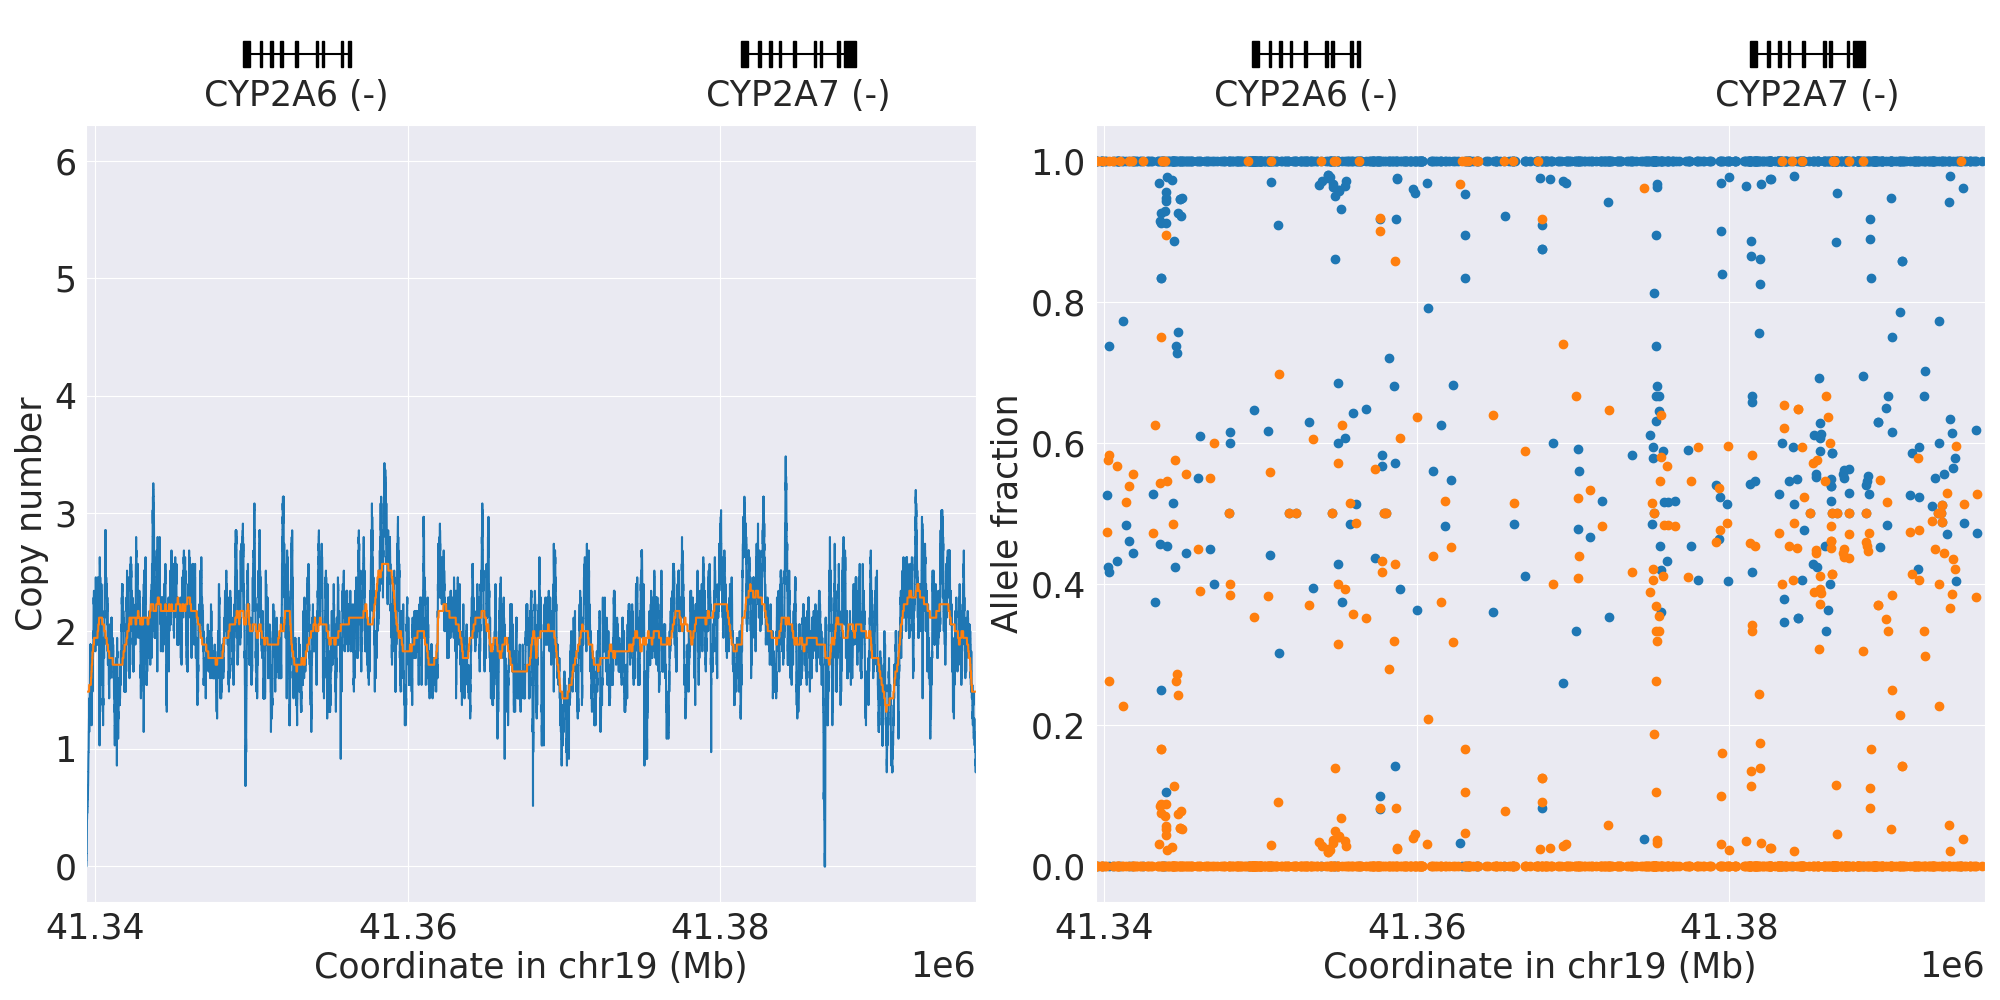 CYP2A6 (-)
CYP2A7 (-)
6
5
4
3
2
1
0
Copy number
41.34
41.36
41.38
Coordinate in chr19 (Mb)
1e6
CYP2A6 (-)
CYP2A7 (-)
1.0
0.8
0.6
0.4
0.2
0.0
Allele fraction
41.34
41.36
41.38
Coordinate in chr19 (Mb)
1e6